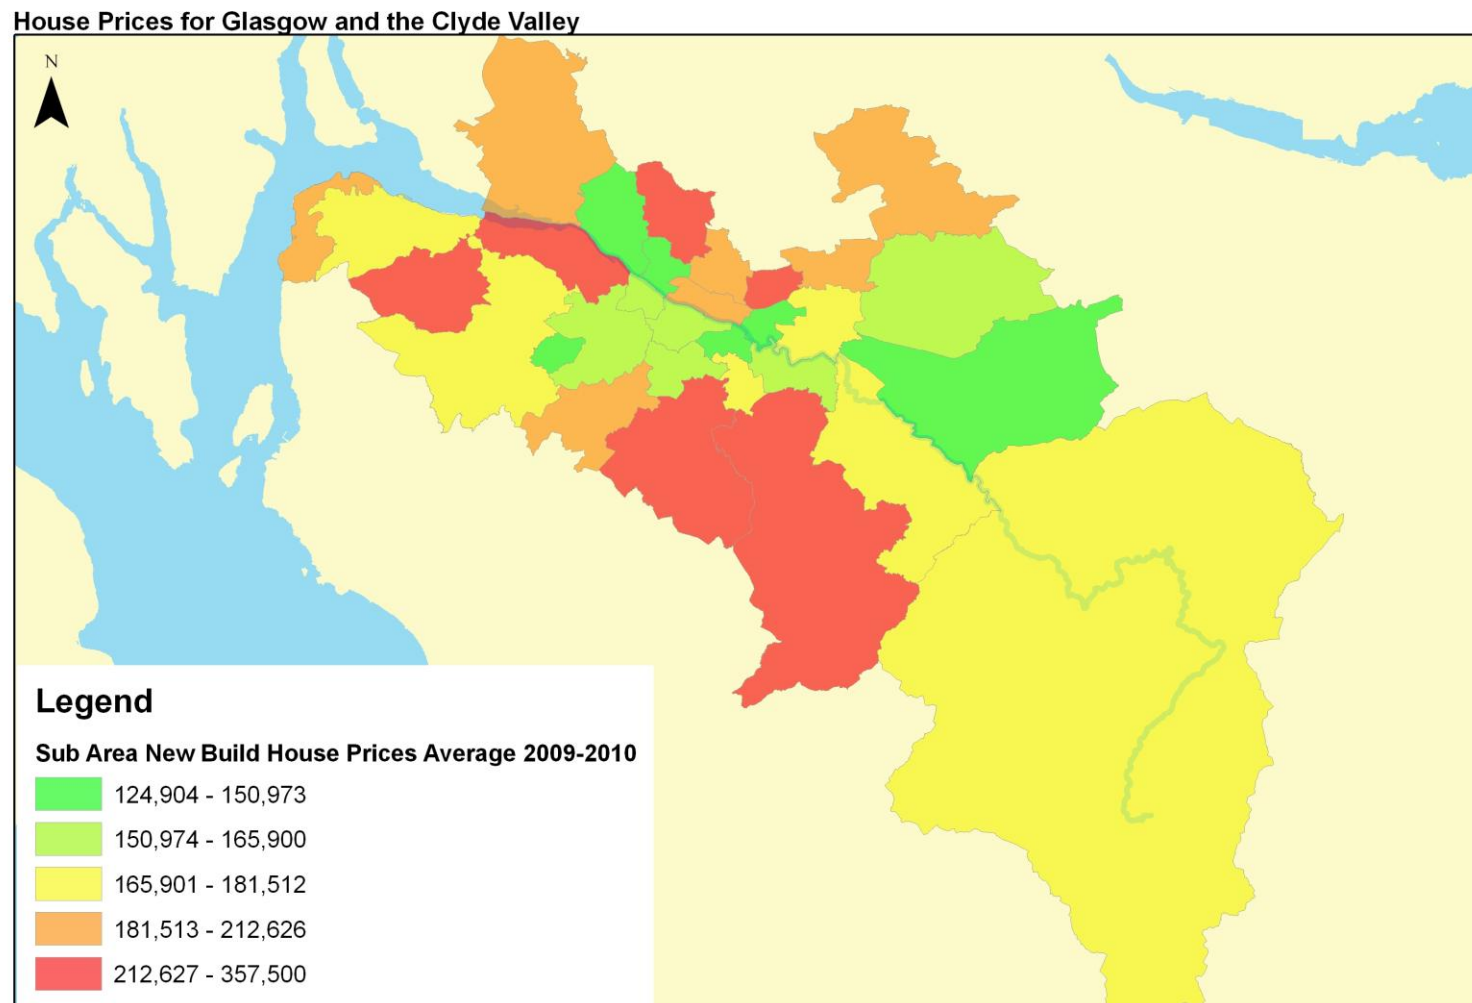 House Prices for Glasgow and the Clyde Valley
N
Legend
Sub Area New Build House Prices Average 2009-2010
124,904 - 150,973
150,974 - 165,900
165,901 - 181,512
181,513 - 212,626
212,627 - 357,500